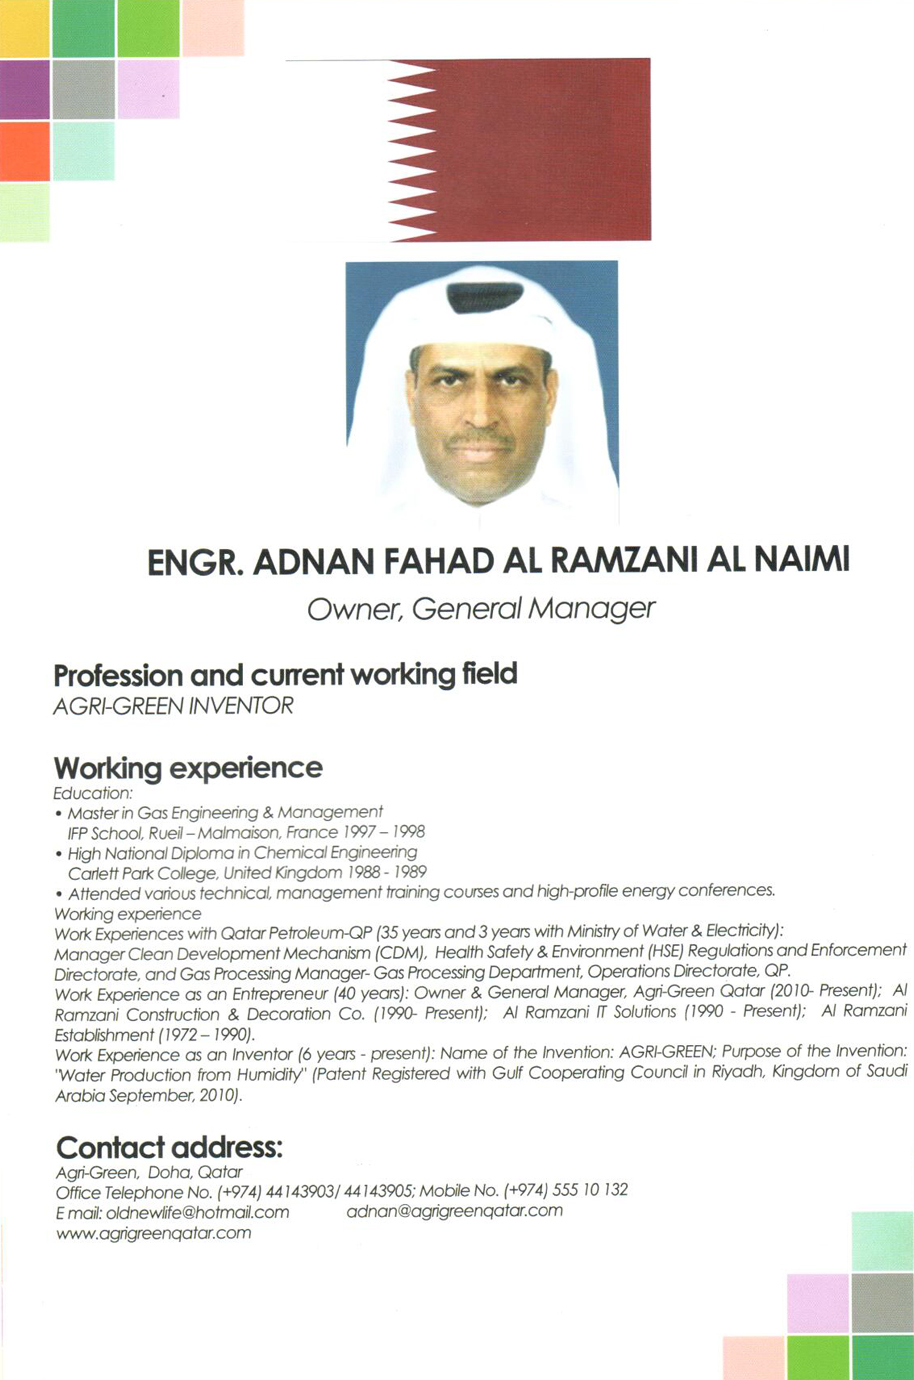 ENGR. ADNAN FAHAD AL RAMZANI AL NAIMI
Owner, General Manager
Profession and current working field
AGRI-GREEN INVENTOR
Working experience
Education:
• Master in Gas Engineering & Management
IFP School, Rueil – Malmaison, France 1997 – 1998
• High National Diploma in Chemical Engineering
Carlett Park College, United Kingdom 1988 - 1989
• Attended various technical, management training courses and high-profile energy conferences.
Working experience
Work Experiences with Qatar Petroleum-QP (35 years and 3 years with Ministry of Water & Electricity):
Manager Clean Development Mechanism (CDM), Health Safety & Environment (HSE) Regulations and Enforcement
Directorate, and Gas Processing Manager- Gas Processing Department, Operations Directorate, QP.
Work Experience as an Entrepreneur (40 years): Owner & General Manager, Agri-Green Qatar (2010- Present); Al
Ramzani Construction & Decoration Co. (1990- Present); Al Ramzani IT Solutions (1990 - Present); Al Ramzani
Establishment (1972 – 1990).
Work Experience as an Inventor (6 years - present): Name of the Invention: AGRI-GREEN; Purpose of the Invention:
"Water Production from Humidity" (Patent Registered with Gulf Cooperating Council in Riyadh, Kingdom of Saudi
Arabia September, 2010).
Contact address:
Agri-Green, Doha, Qatar
Office Telephone No. (+974) 44143903/ 44143905; Mobile No. (+974) 555 10 132
E mail: oldnewlife@hotmail.com adnan@agrigreenqatar.com
www.agrigreenqatar.com